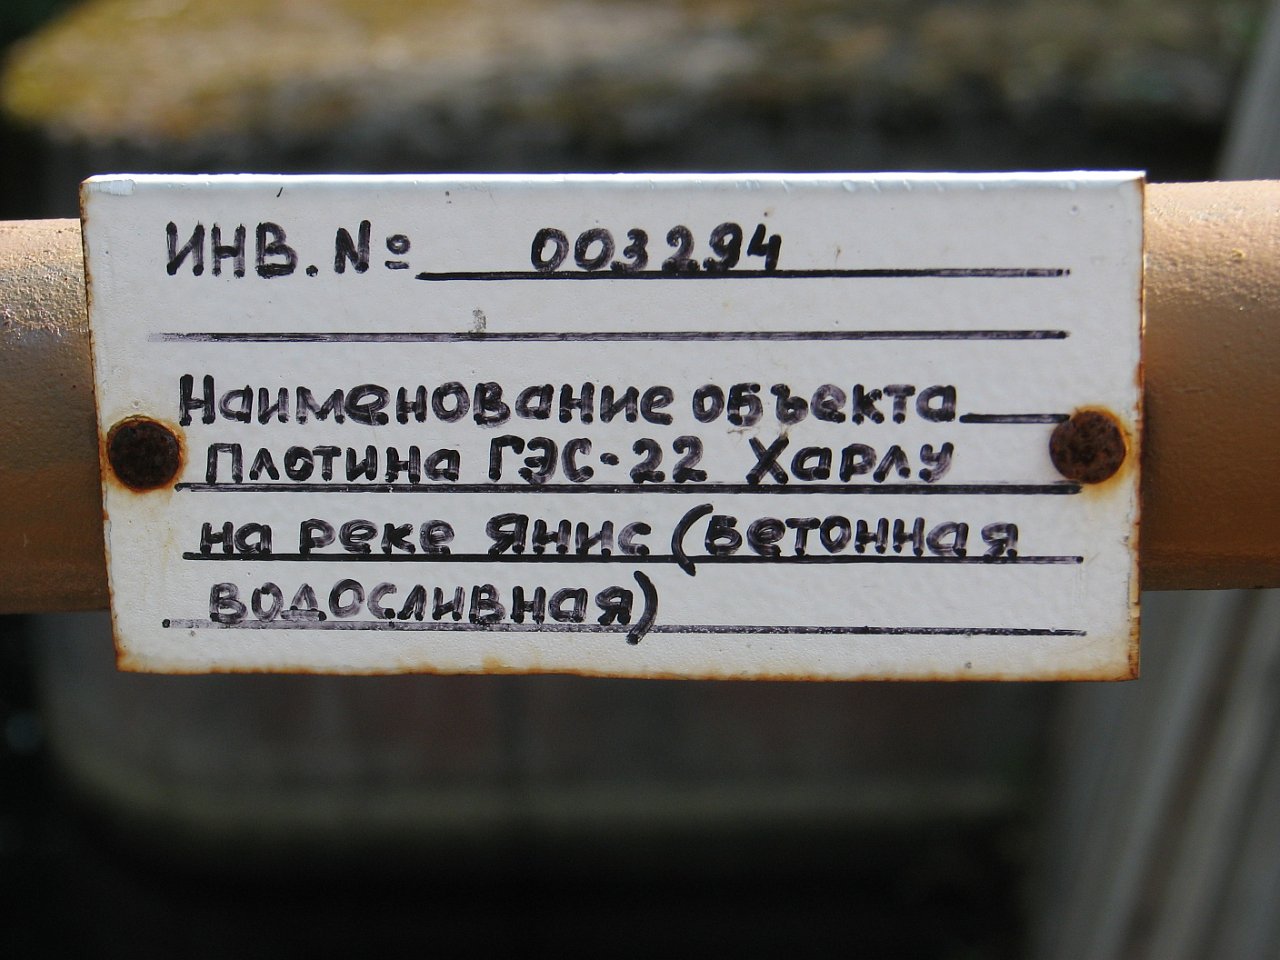 ИНВ. № 003294
Наименование объекта
Плотина ГЭС-22 Харлу
на реке Янис (Бетонная
водосливная)